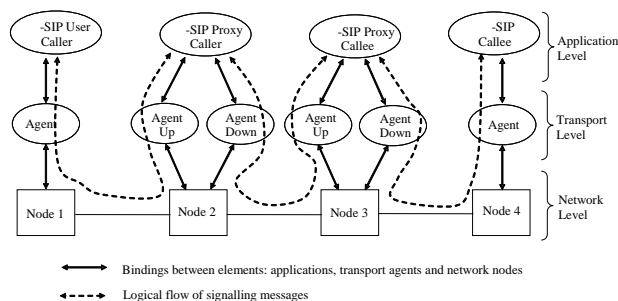 -SIP User
Caller
-SIP Proxy
Caller
-SIP Proxy
Callee
-SIP
Callee
Application
Level
Agent
Agent
Up
Agent
Down
Agent
Up
Agent
Down
Agent
Transport
Level
Node 1
Node 2
Node 3
Node 4
Network
Level
Bindings between elements: applications, transport agents and network nodes
Logical flow of signalling messages